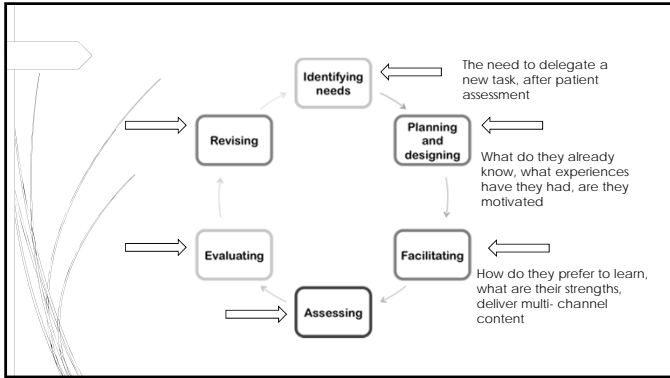 Identifying
needs
The need to delegate a
new task, after patient
assessment
Planning
and
designing
What do they already
know, what experiences
have they had, are they
motivated
Facilitating
How do they prefer to learn,
what are their strengths,
deliver multi- channel
content
Assessing
Evaluating
Revising